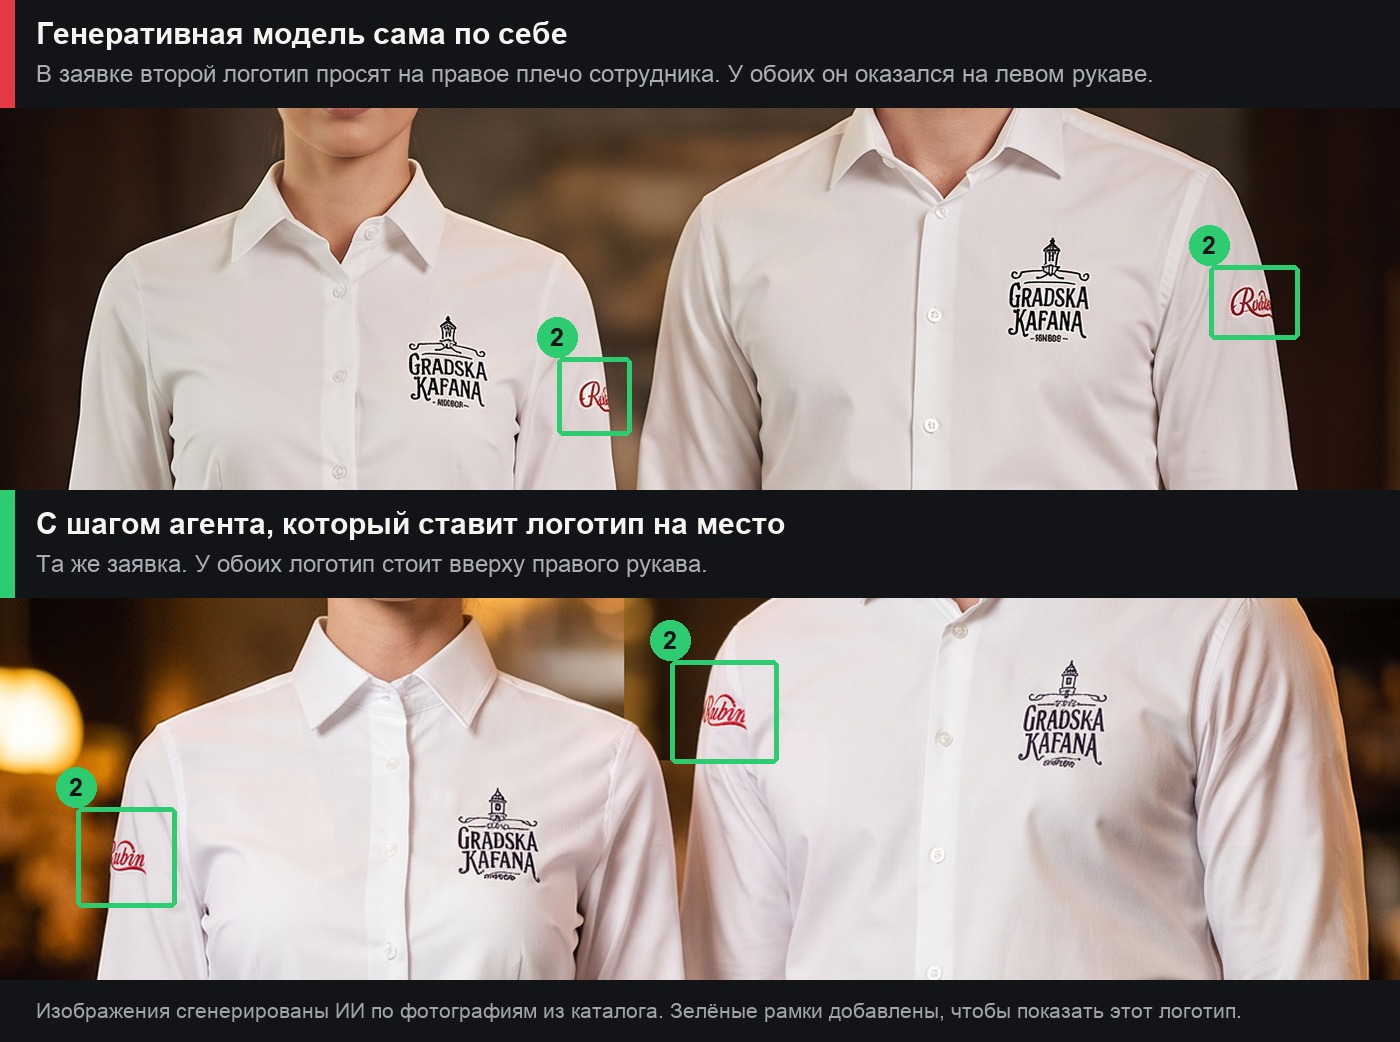 Генеративная модель сама по себе
В заявке второй логотип просят на правое плечо сотрудника. У обоих он оказался на левом рукаве.
GRADSKA
KAFANA
2
GRADSKA
KAFANA
2
С шагом агента, который ставит логотип на место
Та же заявка. У обоих логотип стоит вверху правого рукава.
2
GRADSKA
KAFANA
2
Rubin
GRADSKA
KAFANA
Изображения сгенерированы ИИ по фотографиям из каталога. Зелёные рамки добавлены, чтобы показать этот логотип.